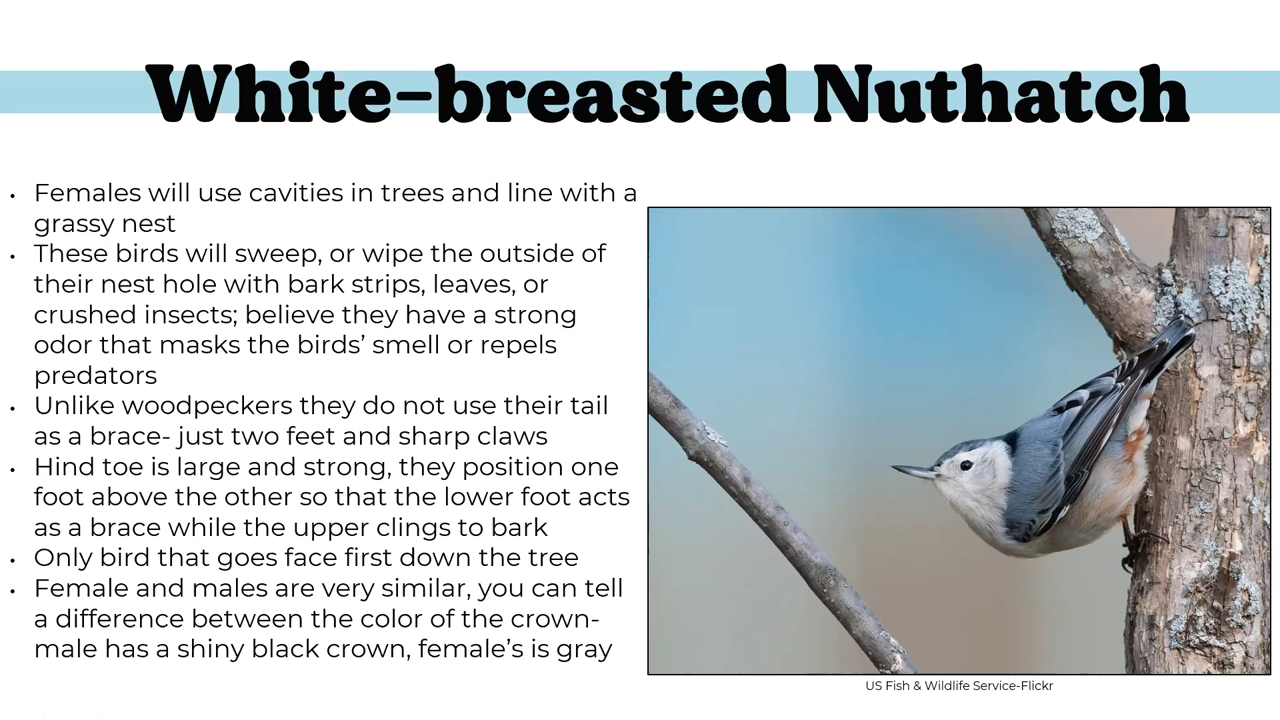 White-breasted Nuthatch
• Females will use cavities in trees and line with a
grassy nest
• These birds will sweep, or wipe the outside of
their nest hole with bark strips, leaves, or
crushed insects; believe they have a strong
odor that masks the birds’ smell or repels
predators
• Unlike woodpeckers they do not use their tail
as a brace- just two feet and sharp claws
• Hind toe is large and strong, they position one
foot above the other so that the lower foot acts
as a brace while the upper clings to bark
• Only bird that goes face first down the tree
• Female and males are very similar, you can tell
a difference between the color of the crown-
male has a shiny black crown, female’s is gray
US Fish & Wildlife Service-Flickr